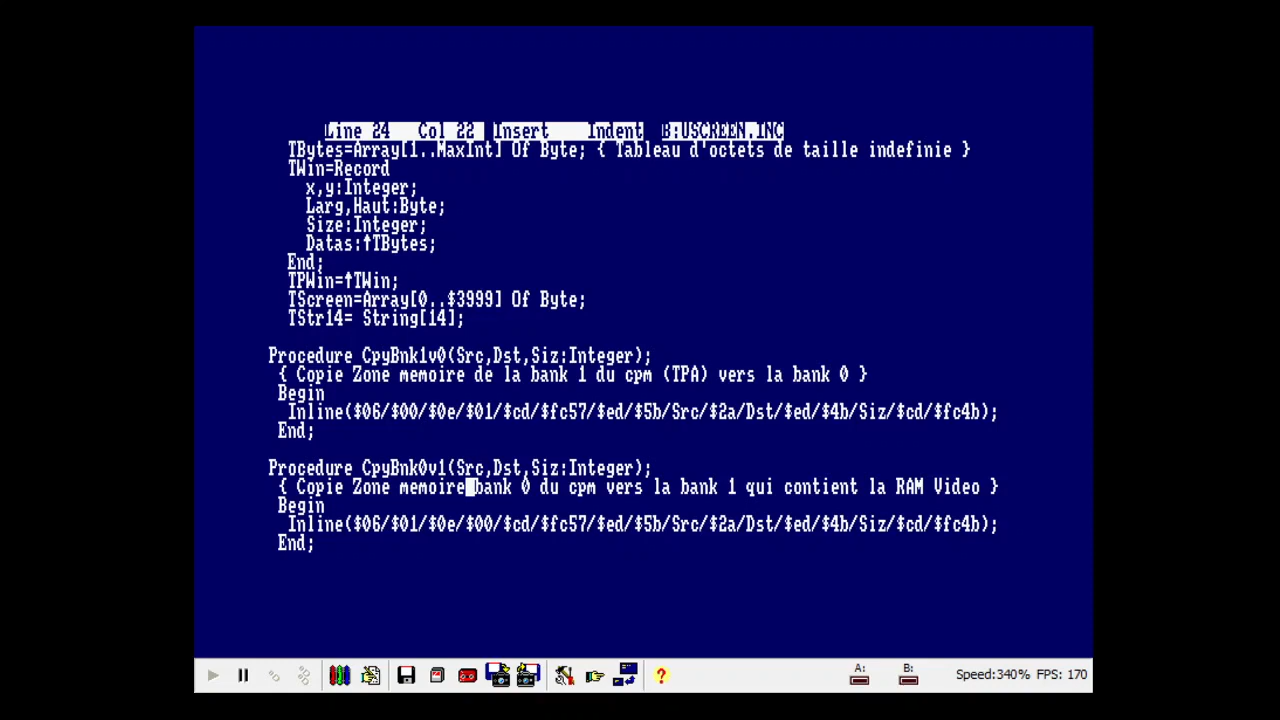 Line 24   Col 22  Insert    Indent  B:USCREEN.INC
TBytes=Array[1..MaxInt] Of Byte; { Tableau d'octets de taille indefinie }
TWin=Record
x,y:Integer;
Larg,Haut:Byte;
Size:Integer;
Datas:↑TBytes;
End;
TPWin=↑TWin;
TScreen=Array[0..$3999] Of Byte;
TStr14= String[14];
Procedure CpyBnk1v0(Src,Dst,Siz:Integer);
{ Copie Zone memoire de la bank 1 du cpm (TPA) vers la bank 0 }
Begin
Inline($06/$00/$0e/$01/$cd/$fc57/$ed/$5b/Src/$2a/Dst/$ed/$4b/Siz/$cd/$fc4b);
End;
Procedure CpyBnk0v1(Src,Dst,Siz:Integer);
{ Copie Zone memoire bank 0 du cpm vers la bank 1 qui contient la RAM Video }
Begin
Inline($06/$01/$0e/$00/$cd/$fc57/$ed/$5b/Src/$2a/Dst/$ed/$4b/Siz/$cd/$fc4b);
End;
A: B: Speed:340% FPS: 170